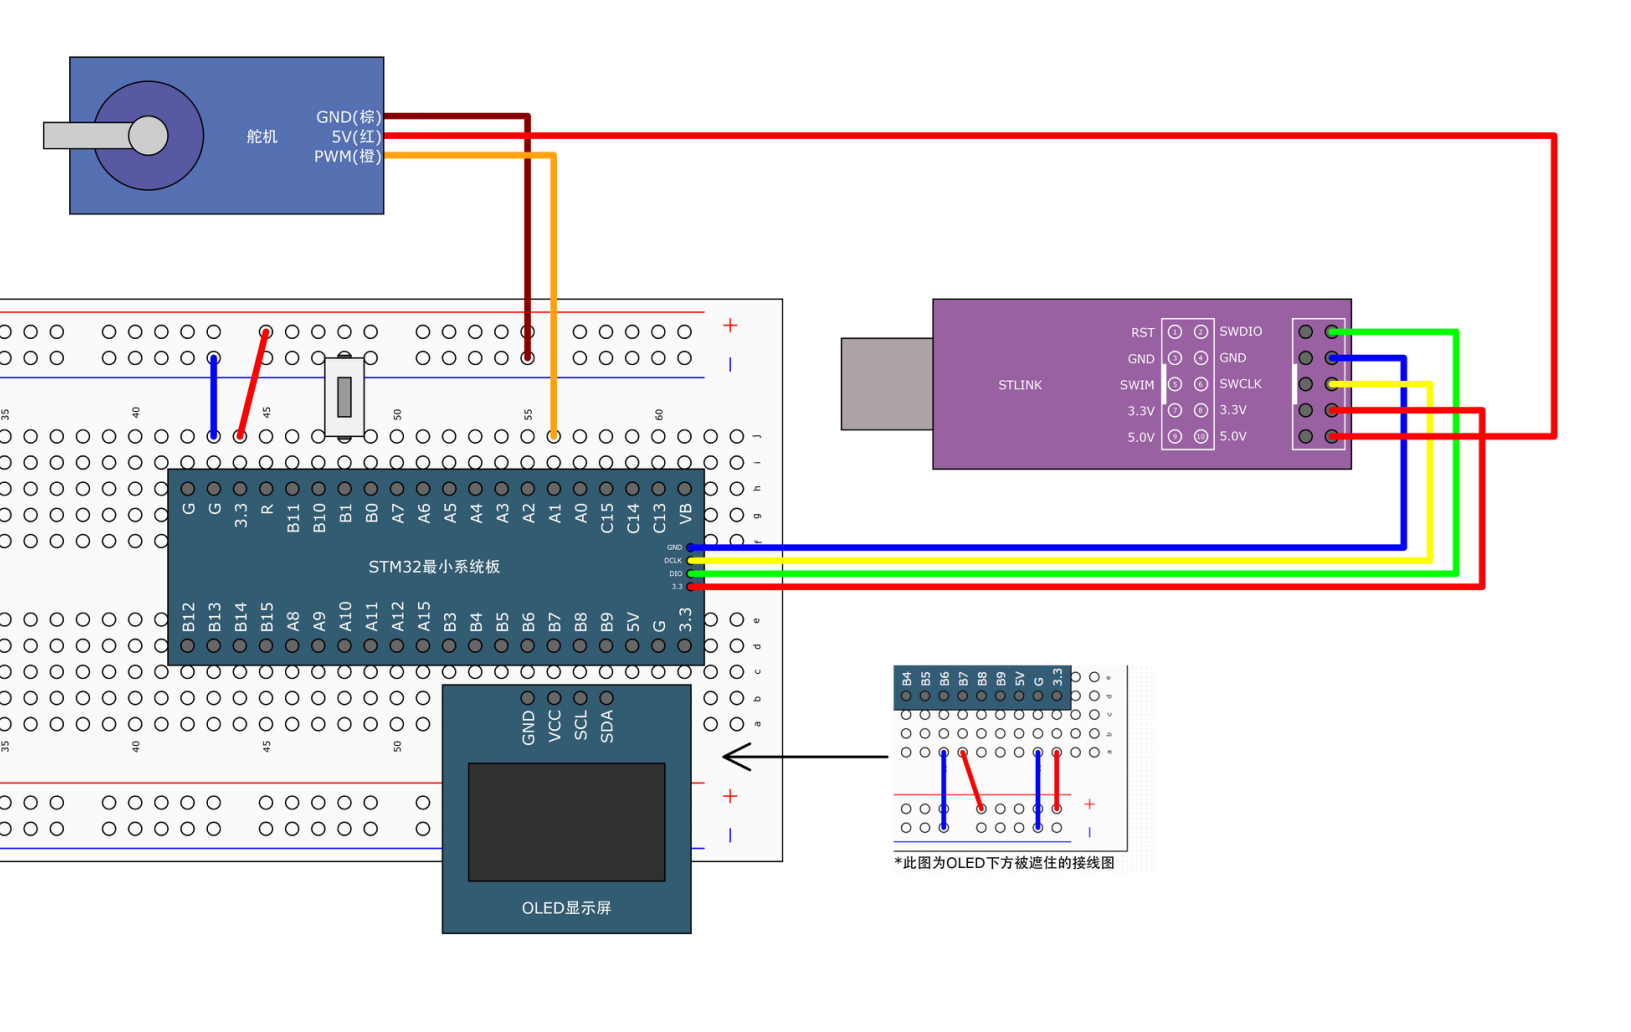 GND(棕)
舵机 5V(红)
PWM(橙)
+
|
35 40 45 50 55 60
j
i
h
g
f
G G 3.3 R B11 B10 B1 B0 A7 A6 A5 A4 A3 A2 A1 A0 C15 C14 C13 VB
GND
DCLK
DIO
3.3
STM32最小系统板
B12 B13 B14 B15 A8 A9 A10 A11 A12 A15 B3 B4 B5 B6 B7 B8 B9 5V G 3.3
e
d
c
b
a
GND VCC SCL SDA
35 40 45 50
+
|
OLED显示屏
STLINK
RST 1 2 SWDIO
GND 3 4 GND
SWIM 5 6 SWCLK
3.3V 7 8 3.3V
5.0V 9 10 5.0V
B4 B5 B6 B7 B8 B9 5V G 3.3
e
d
c
b
a
+
|
*此图为OLED下方被遮住的接线图